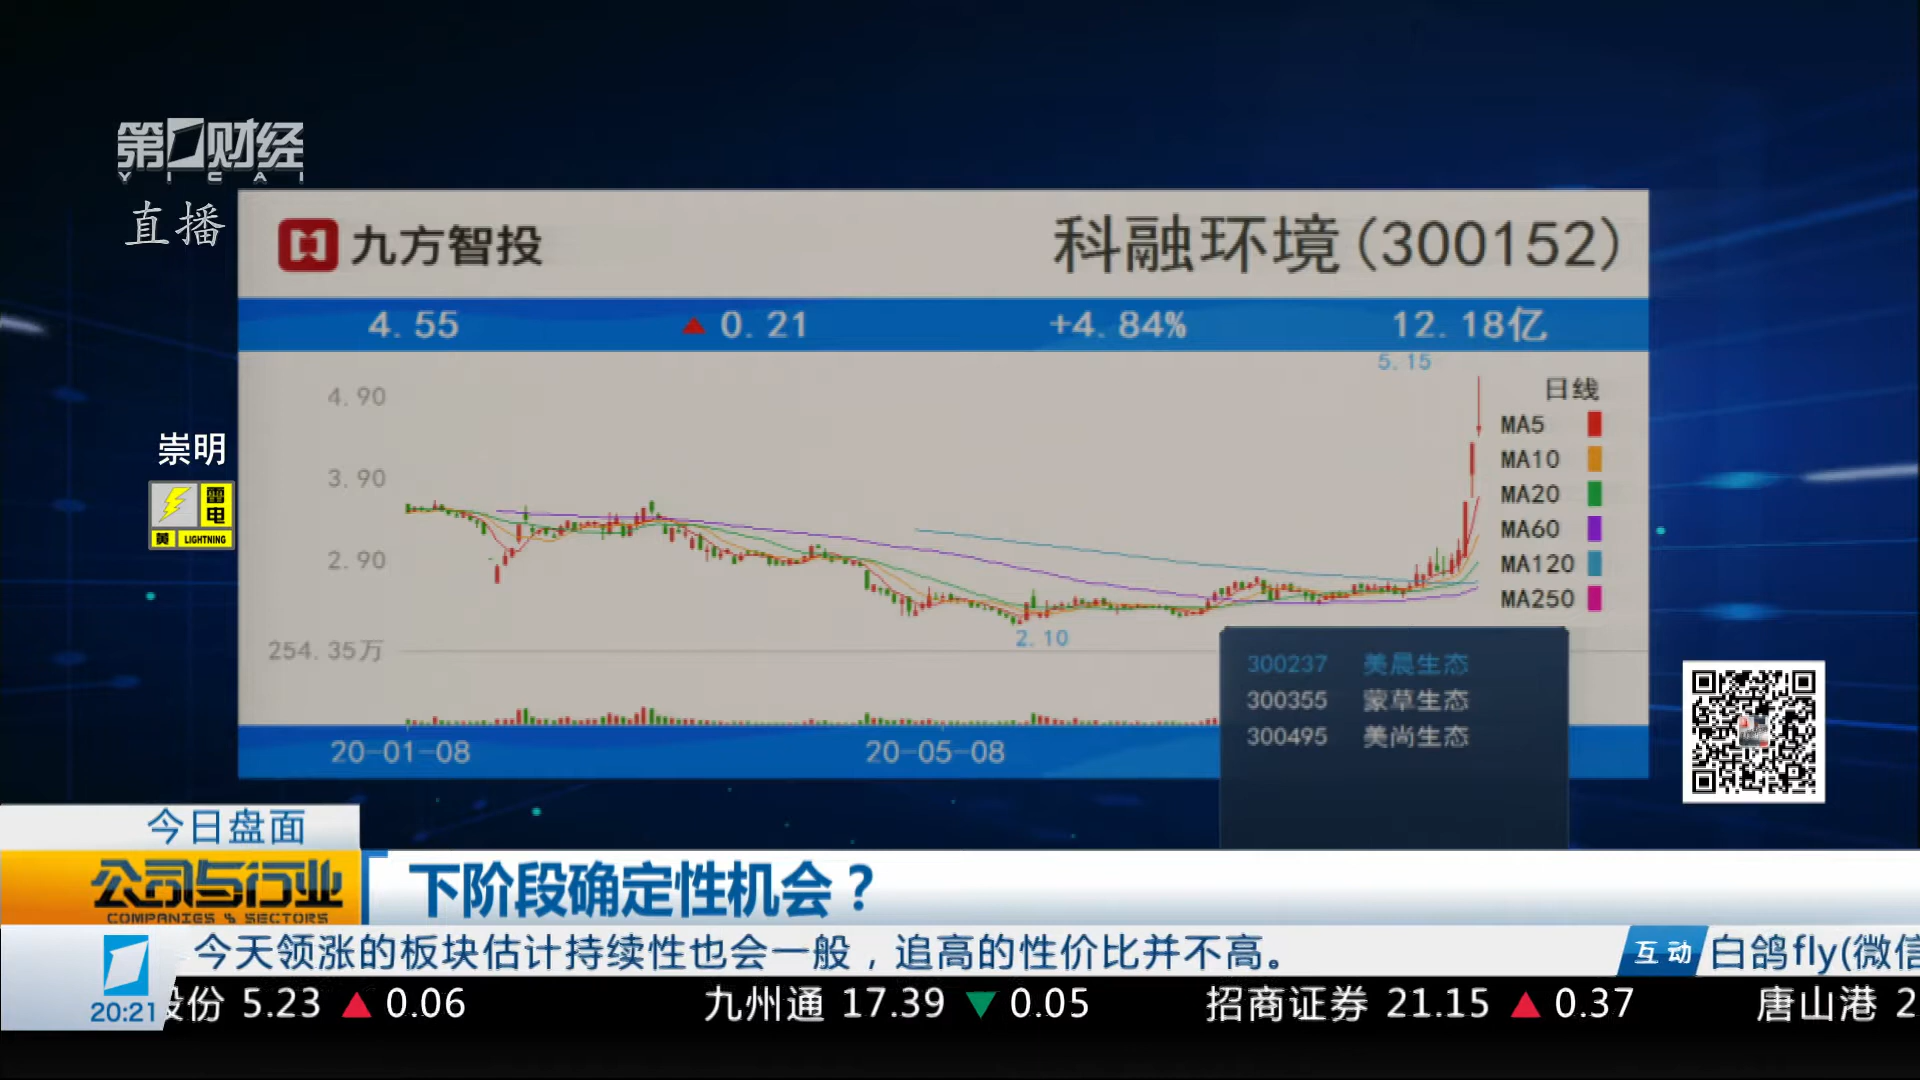 第一财经
YICAI
直播
九方智投
科融环境(300152)
4.55 ▲ 0.21 +4.84% 12.18亿
5.15
4.90
3.90
2.90
254.35万
2.10
日线
MA5
MA10
MA20
MA60
MA120
MA250
崇明
雷电
黄 LIGHTNING
300237 美晨生态
300355 蒙草生态
300495 美尚生态
20-01-08
20-05-08
今日盘面
公司与行业
COMPANIES & SECTORS
下阶段确定性机会？
今天领涨的板块估计持续性也会一般，追高的性价比并不高。
互动
白鸽fly(微信
20:21
股份 5.23 ▲ 0.06 九州通 17.39 ▼ 0.05 招商证券 21.15 ▲ 0.37 唐山港 2